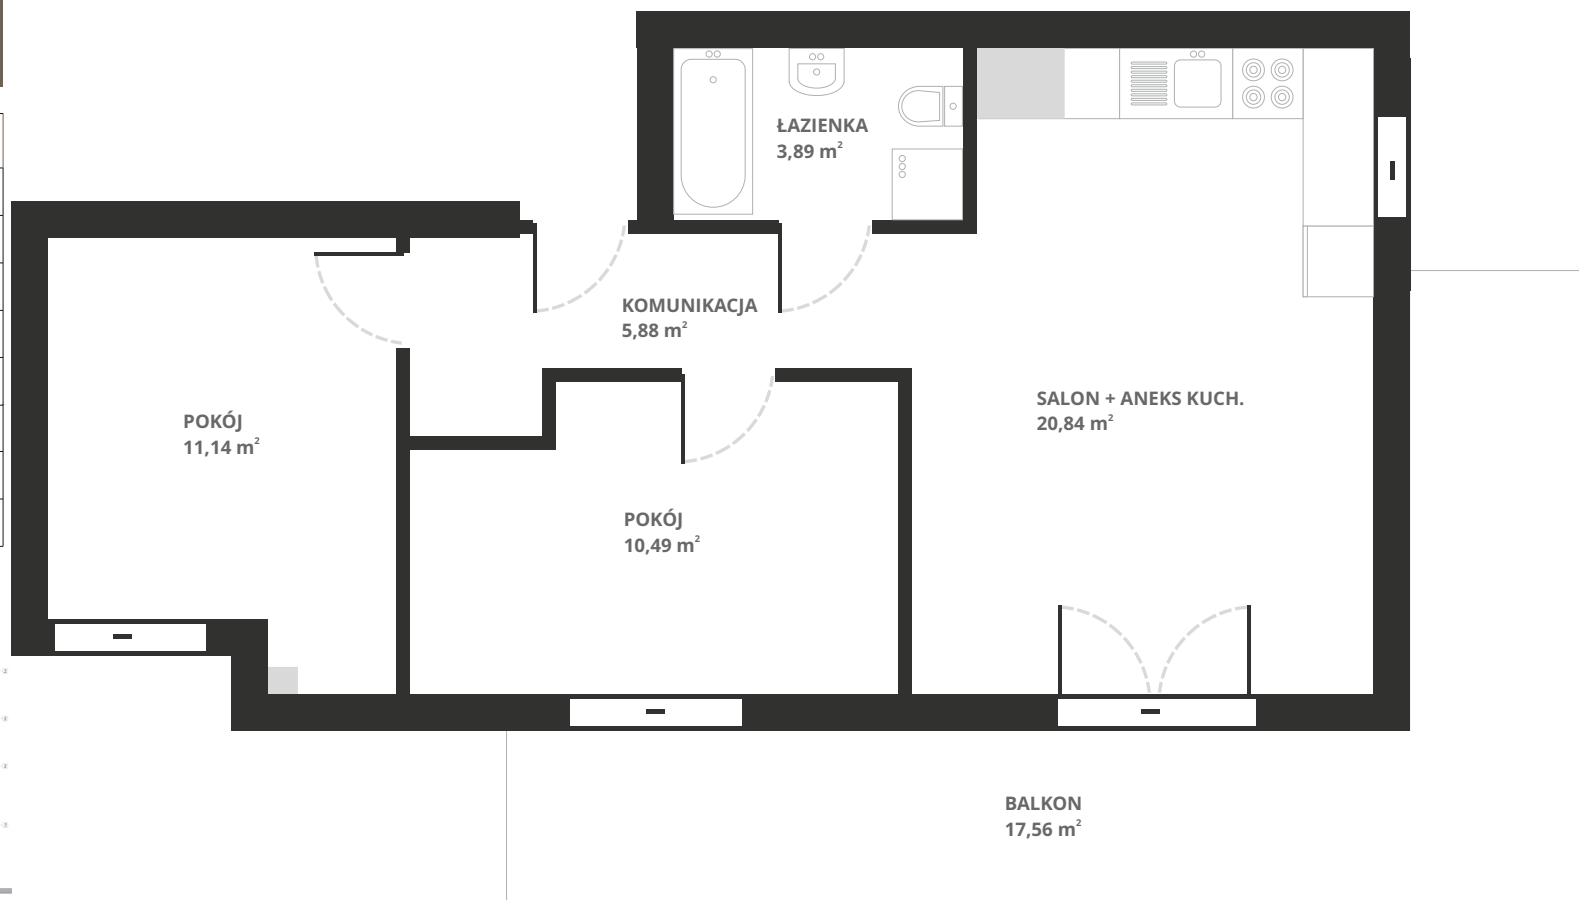 ŁAZIENKA
3,89 m²
KOMUNIKACJA
5,88 m²
SALON + ANEKS KUCH.
20,84 m²
POKÓJ
11,14 m²
POKÓJ
10,49 m²
BALKON
17,56 m²